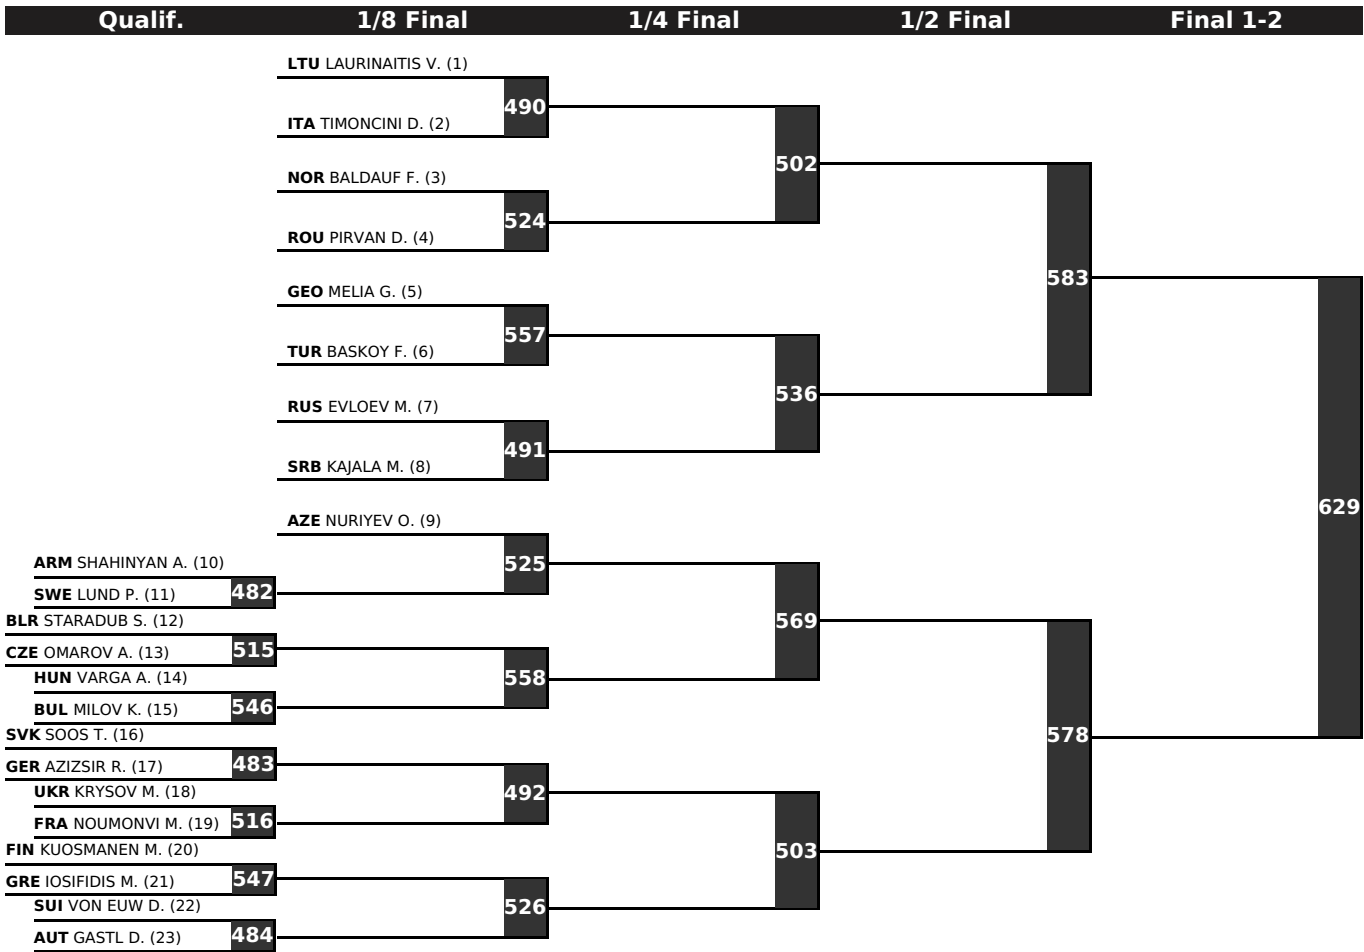 Qualif. 1/8 Final 1/4 Final 1/2 Final Final 1-2
LTU LAURINAITIS V. (1)
490
ITA TIMONCINI D. (2)
502
NOR BALDAUF F. (3)
524
ROU PIRVAN D. (4)
583
GEO MELIA G. (5)
557
TUR BASKOY F. (6)
536
RUS EVLOEV M. (7)
491
SRB KAJALA M. (8)
629
AZE NURIYEV O. (9)
ARM SHAHINYAN A. (10)
525
SWE LUND P. (11) 482
BLR STARADUB S. (12)
569
CZE OMAROV A. (13) 515
HUN VARGA A. (14)
558
BUL MILOV K. (15) 546
SVK SOOS T. (16)
578
GER AZIZSIR R. (17) 483
UKR KRYSOV M. (18)
492
FRA NOUMONVI M. (19) 516
FIN KUOSMANEN M. (20)
503
GRE IOSIFIDIS M. (21) 547
SUI VON EUW D. (22)
526
AUT GASTL D. (23) 484